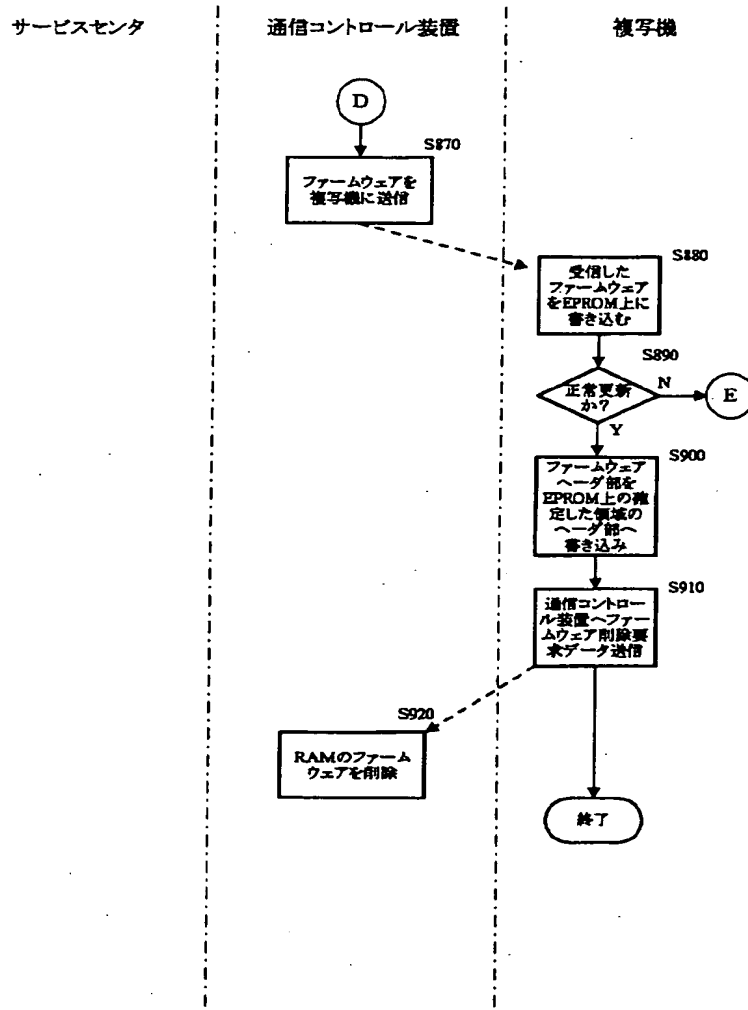 サービスセンタ
通信コントロール装置
複写機
D
S870
ファームウェアを
複写機に送信
S880
受信した
ファームウェア
をEPROM上に
書き込む
S890
正常更新
か?
N
E
Y
S900
ファームウェア
ヘーダ部を
EPROM上の確
定した領域の
ヘーダ部へ
書き込み
S910
通信コントロー
ル装置へファー
ムウェア削除要
求データ送信
S920
RAMのファーム
ウェアを削除
終了